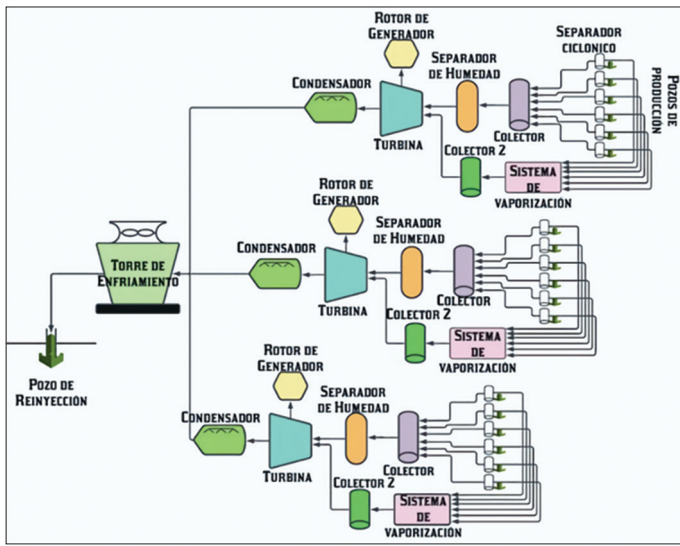 Rotor de
Generador
Separador
ciclonico
Pozos de
producción
Separador
de Humedad
Condensador
Turbina
Colector
Colector 2
Sistema
de
vaporización
Rotor de
Generador
Separador
de Humedad
Condensador
Turbina
Colector
Colector 2
Sistema
de
vaporización
Torre de
Enfriamiento
Pozo de
Reinyección
Rotor de
Generador
Separador
de Humedad
Condensador
Turbina
Colector
Colector 2
Sistema
de
vaporización